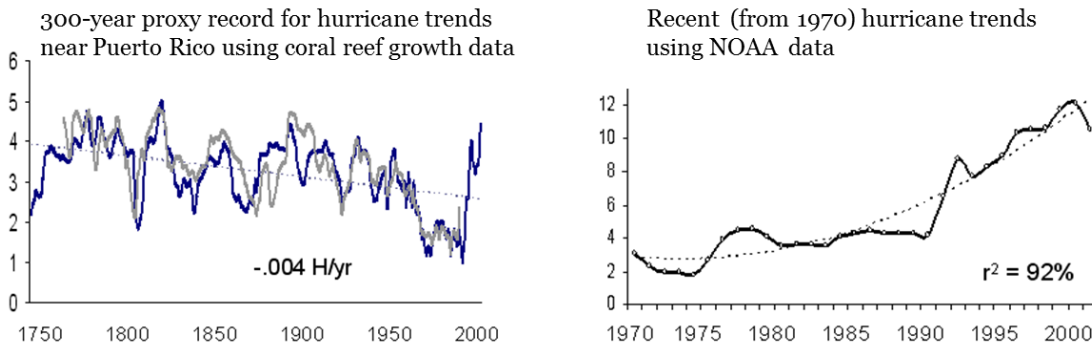 300-year proxy record for hurricane trends
near Puerto Rico using coral reef growth data
6
5
4
3
2
1
0
-.004 H/yr
1750 1800 1850 1900 1950 2000
Recent (from 1970) hurricane trends
using NOAA data
12
10
8
6
4
2
0
r² = 92%
1970 1975 1980 1985 1990 1995 2000